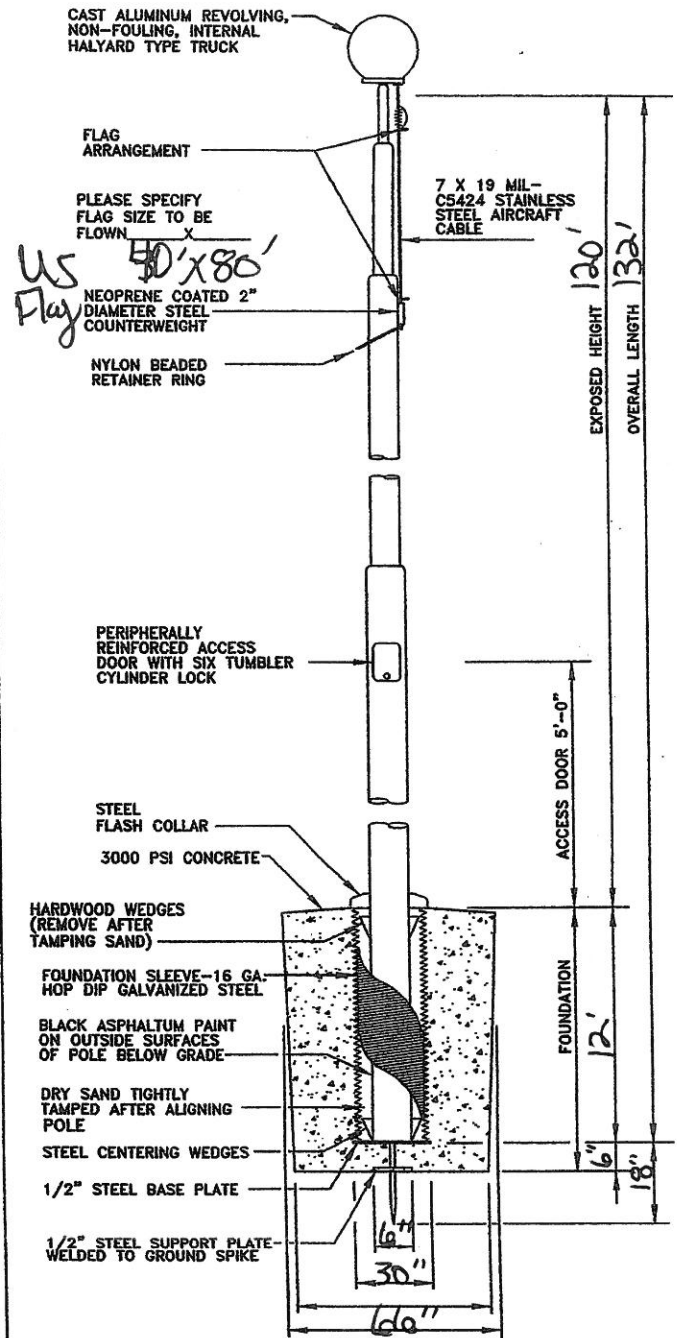 CAST ALUMINUM REVOLVING,
NON-FOULING, INTERNAL
HALYARD TYPE TRUCK
FLAG
ARRANGEMENT
7 X 19 MIL-
C5424 STAINLESS
STEEL AIRCRAFT
CABLE
PLEASE SPECIFY
FLAG SIZE TO BE
FLOWN ____X____
US Flag
X 80'
NEOPRENE COATED 2"
DIAMETER STEEL
COUNTERWEIGHT
NYLON BEADED
RETAINER RING
EXPOSED HEIGHT 120'
OVERALL LENGTH 132'
PERIPHERALLY
REINFORCED ACCESS
DOOR WITH SIX TUMBLER
CYLINDER LOCK
ACCESS DOOR 5'-0"
STEEL
FLASH COLLAR
3000 PSI CONCRETE
HARDWOOD WEDGES
(REMOVE AFTER
TAMPING SAND)
FOUNDATION SLEEVE-16 GA.
HOP DIP GALVANIZED STEEL
BLACK ASPHALTUM PAINT
ON OUTSIDE SURFACES
OF POLE BELOW GRADE
DRY SAND TIGHTLY
TAMPED AFTER ALIGNING
POLE
STEEL CENTERING WEDGES
1/2" STEEL BASE PLATE
1/2" STEEL SUPPORT PLATE
WELDED TO GROUND SPIKE
FOUNDATION
12'
6"
18"
6"
30"
66"